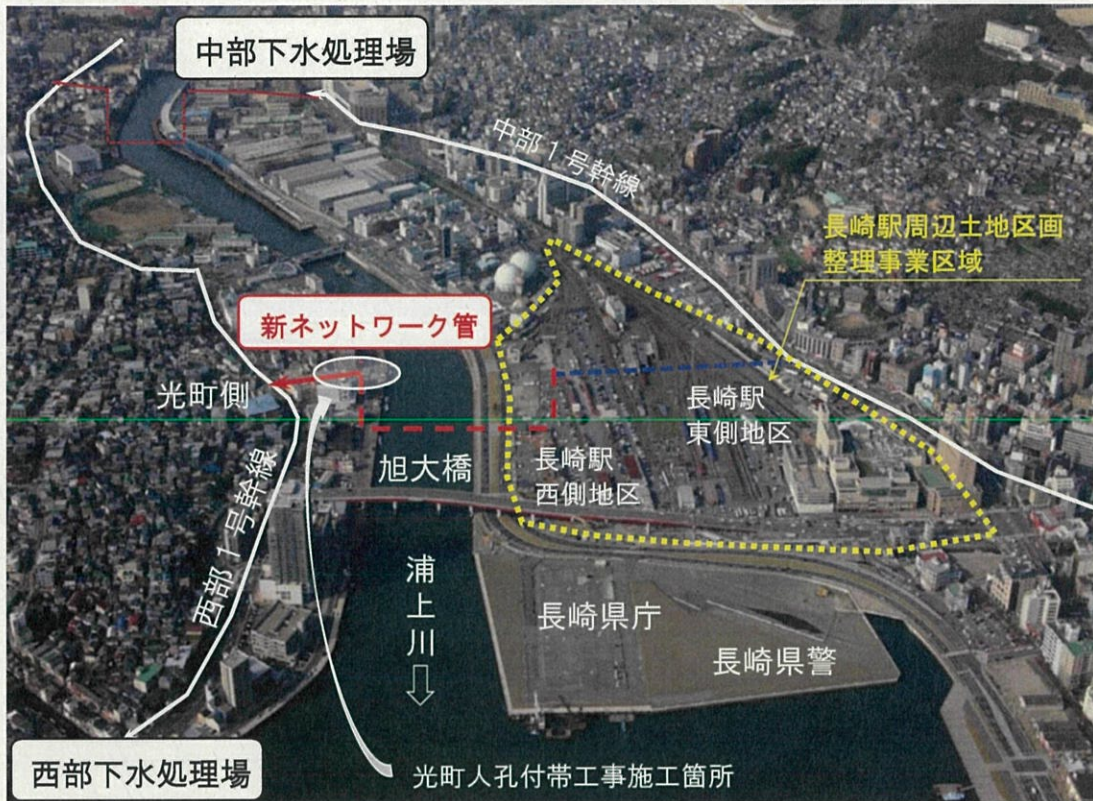 中部下水処理場
中部1号幹線
長崎駅周辺土地区画
整理事業区域
新ネットワーク管
光町側
長崎駅
東側地区
長崎駅
西側地区
旭大橋
西部1号幹線
浦上川
長崎県庁
長崎県警
西部下水処理場
光町人孔付帯工事施工箇所